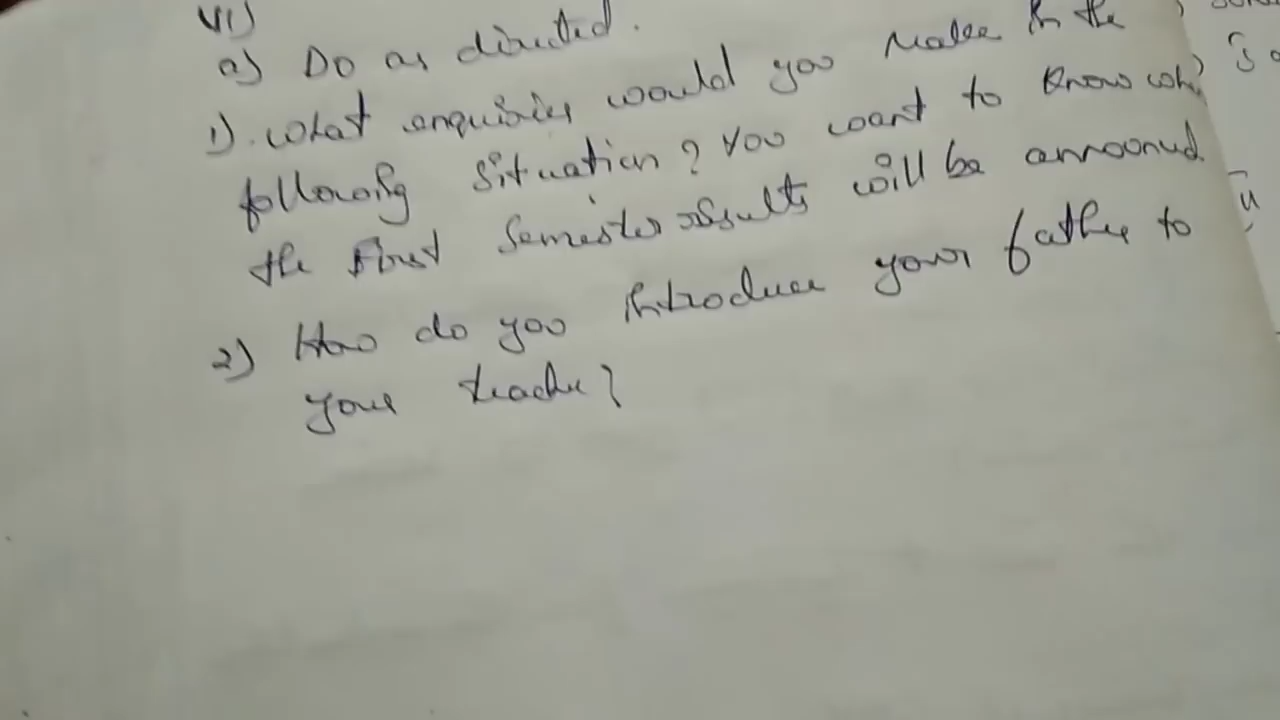 VI)
a) Do as directed.
1). What enquiries would you make in the
following situation? You want to know wh
the first semester results will be announced.
2) How do you introduce your father to
your teacher?